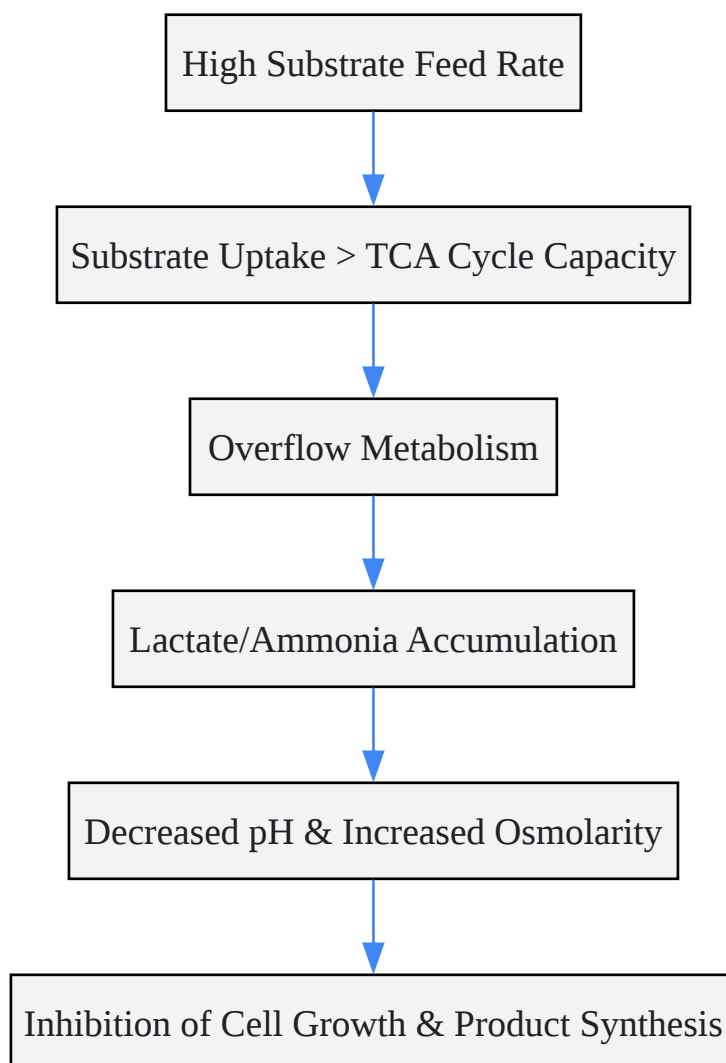 High Substrate Feed Rate
Substrate Uptake > TCA Cycle Capacity
Overflow Metabolism
Lactate/Ammonia Accumulation
Decreased pH & Increased Osmolarity
Inhibition of Cell Growth & Product Synthesis